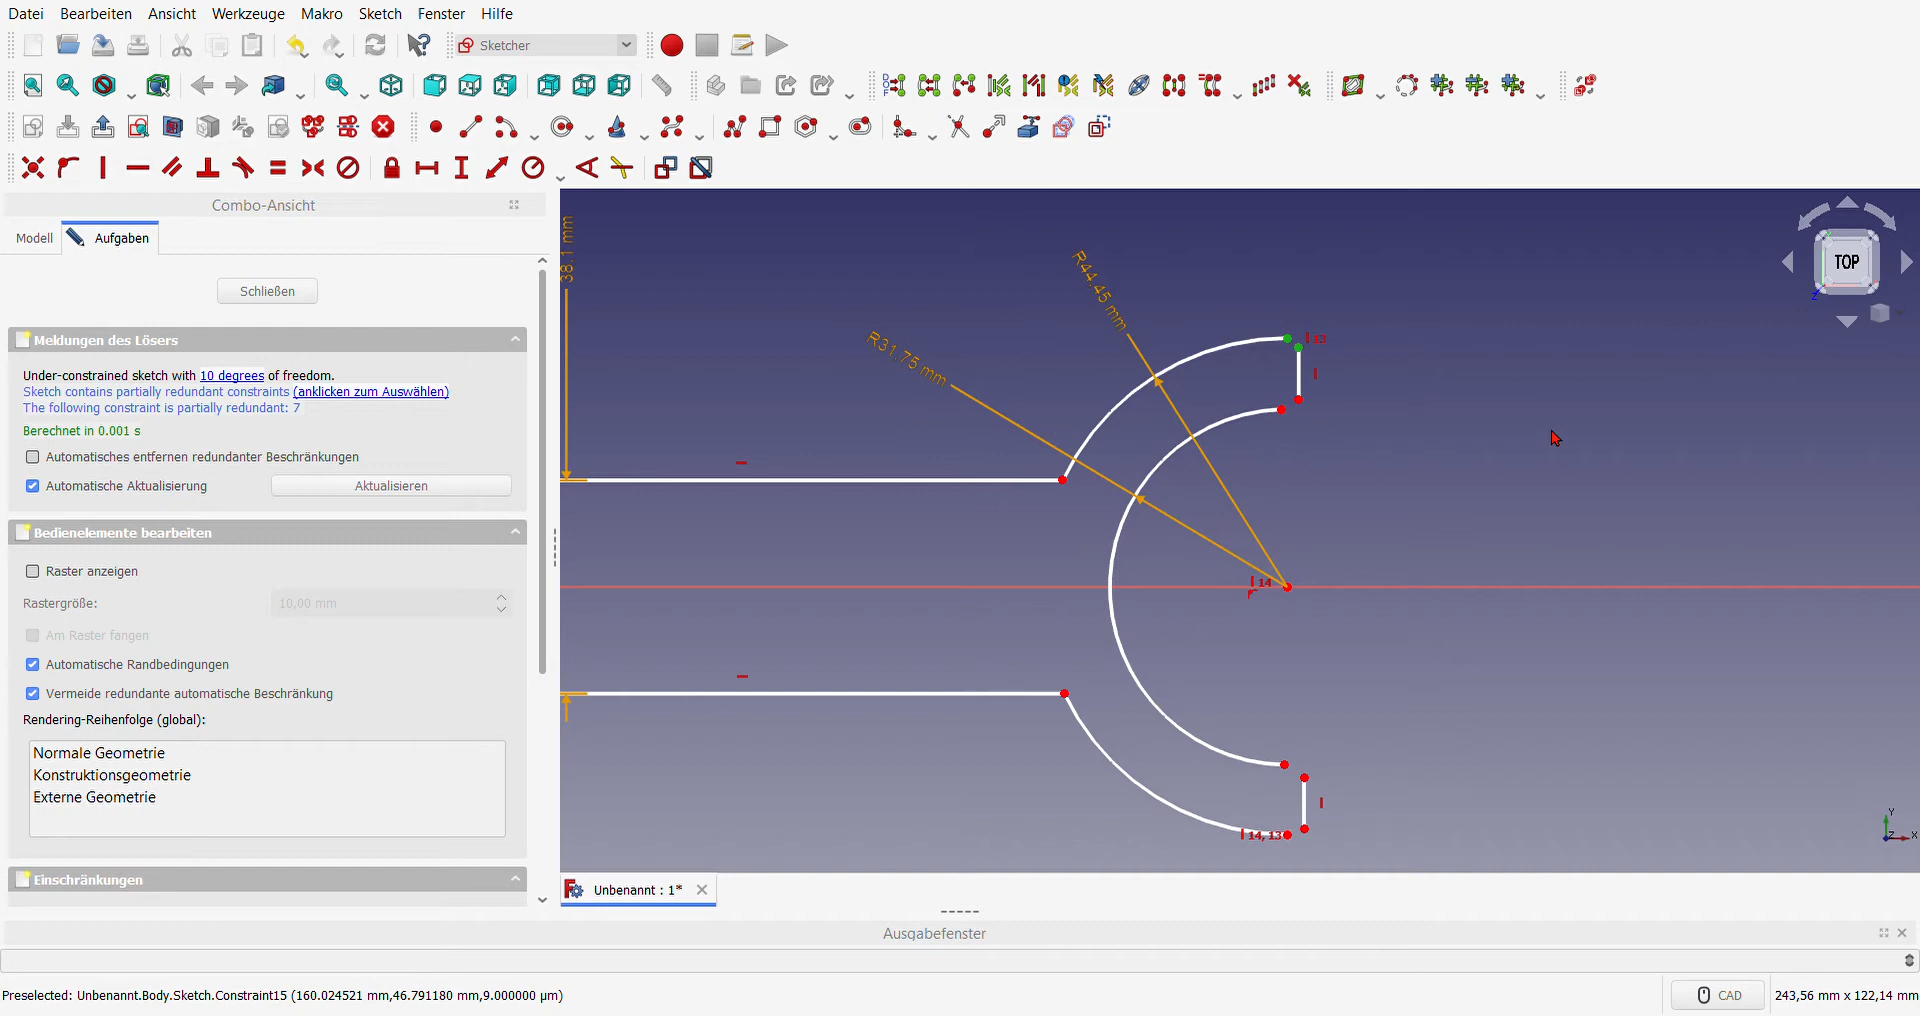 Datei Bearbeiten Ansicht Werkzeuge Makro Sketch Fenster Hilfe
Sketcher
Combo-Ansicht
Modell Aufgaben
Schließen
Meldungen des Lösers
Under-constrained sketch with 10 degrees of freedom.
Sketch contains partially redundant constraints (anklicken zum Auswählen)
The following constraint is partially redundant: 7
Berechnet in 0.001 s
Automatisches entfernen redundanter Beschränkungen
Automatische Aktualisierung Aktualisieren
Bedienelemente bearbeiten
Raster anzeigen
Rastergröße: 10,00 mm
Am Raster fangen
Automatische Randbedingungen
Vermeide redundante automatische Beschränkung
Rendering-Reihenfolge (global):
Normale Geometrie
Konstruktionsgeometrie
Externe Geometrie
Einschränkungen
38.1 mm
R44,45 mm
R31,75 mm
13
14
14, 13
TOP
Z
Y
Z X
Unbenannt : 1*
Ausgabefenster
Preselected: Unbenannt.Body.Sketch.Constraint15 (160.024521 mm,46.791180 mm,9.000000 µm)
CAD 243,56 mm x 122,14 mm